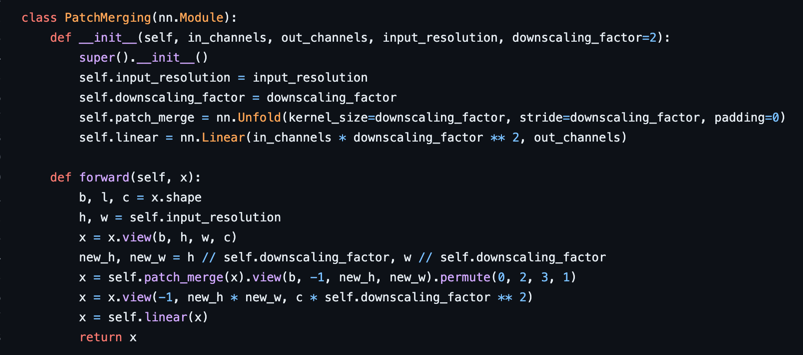 class PatchMerging(nn.Module):
    def __init__(self, in_channels, out_channels, input_resolution, downscaling_factor=2):
        super().__init__()
        self.input_resolution = input_resolution
        self.downscaling_factor = downscaling_factor
        self.patch_merge = nn.Unfold(kernel_size=downscaling_factor, stride=downscaling_factor, padding=0)
        self.linear = nn.Linear(in_channels * downscaling_factor ** 2, out_channels)

    def forward(self, x):
        b, l, c = x.shape
        h, w = self.input_resolution
        x = x.view(b, h, w, c)
        new_h, new_w = h // self.downscaling_factor, w // self.downscaling_factor
        x = self.patch_merge(x).view(b, -1, new_h, new_w).permute(0, 2, 3, 1)
        x = x.view(-1, new_h * new_w, c * self.downscaling_factor ** 2)
        x = self.linear(x)
        return x